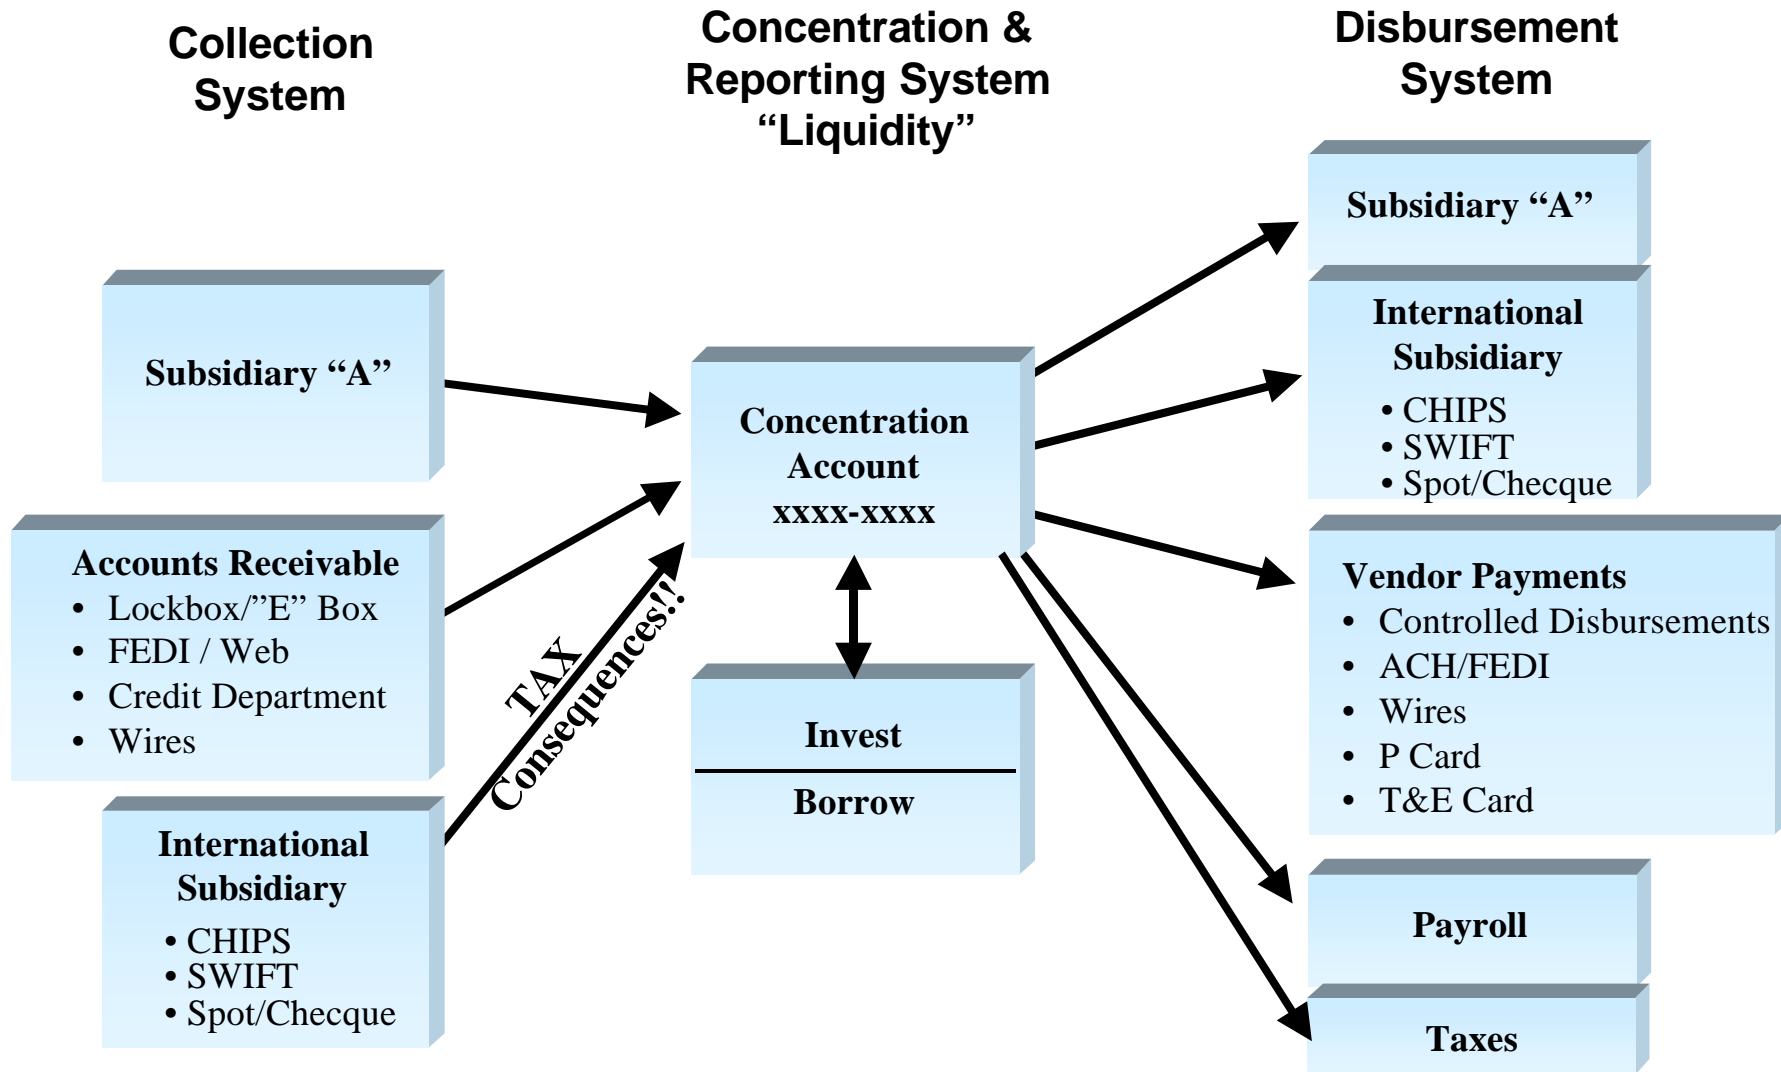 Collection
System
Concentration &
Reporting System
“Liquidity”
Disbursement
System
Subsidiary “A”
Accounts Receivable
• Lockbox/”E” Box
• FEDI / Web
• Credit Department
• Wires
International
Subsidiary
• CHIPS
• SWIFT
• Spot/Checque
TAX
Consequences!!
Concentration
Account
xxxx-xxxx
Invest
Borrow
Subsidiary “A”
International
Subsidiary
• CHIPS
• SWIFT
• Spot/Checque
Vendor Payments
• Controlled Disbursements
• ACH/FEDI
• Wires
• P Card
• T&E Card
Payroll
Taxes